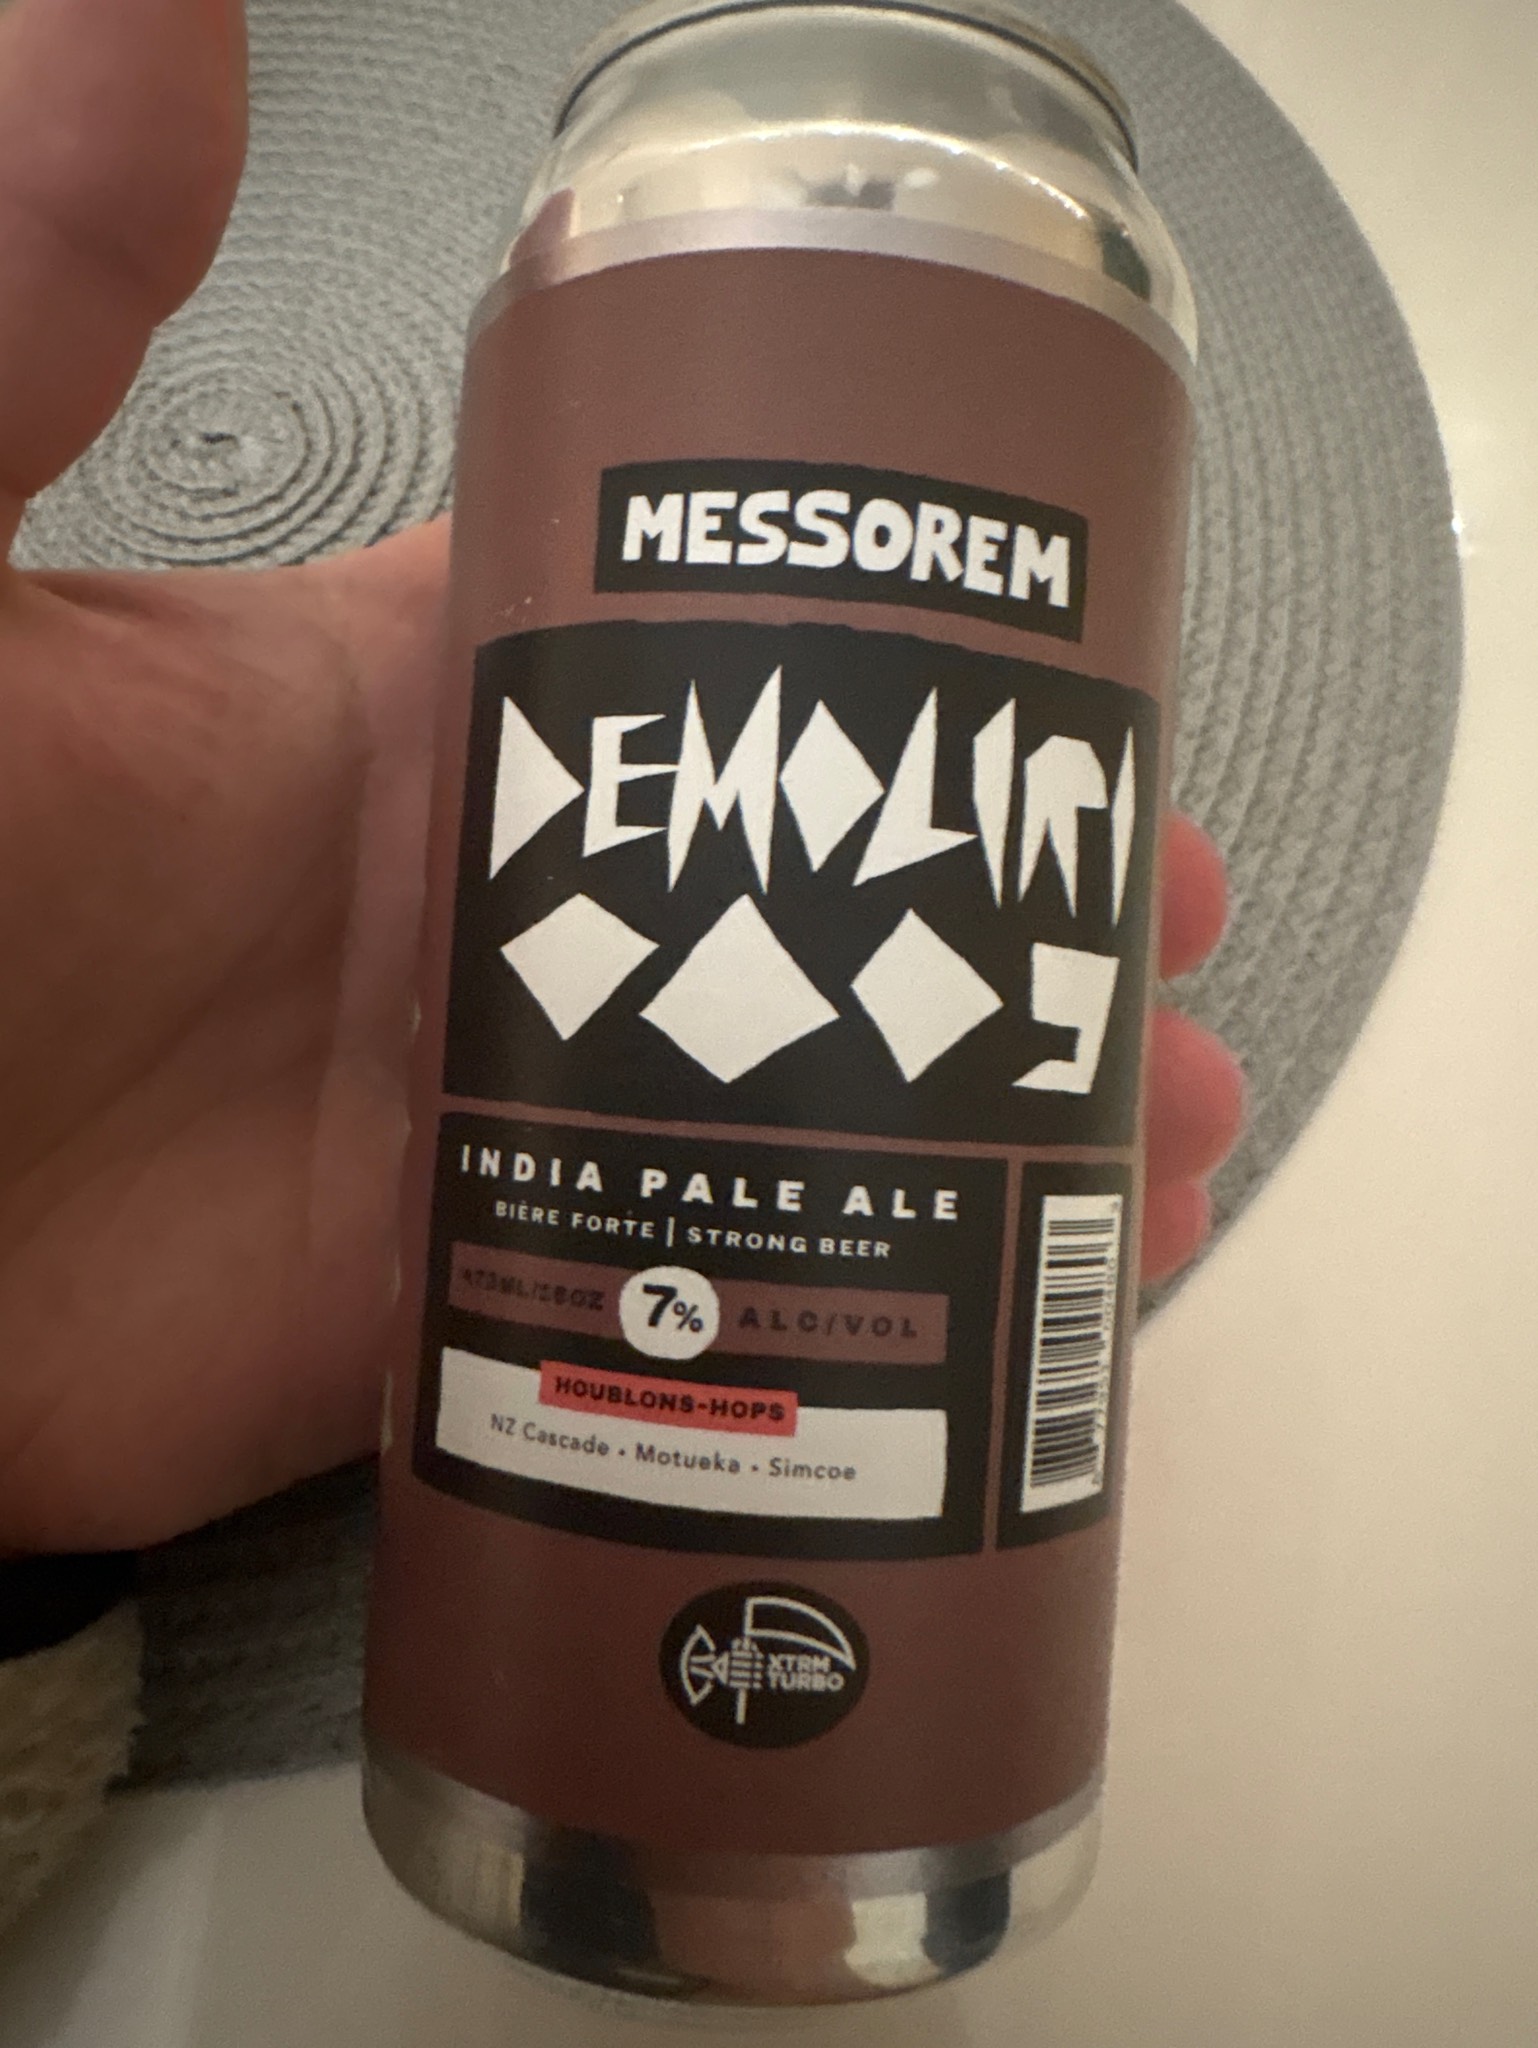 MESSOREM
DEMOLIRI
0005
INDIA PALE ALE
BIÈRE FORTE | STRONG BEER
473ML/16OZ 7% ALC/VOL
HOUBLONS-HOPS
NZ Cascade • Motueka • Simcoe
XTRM
TURBO